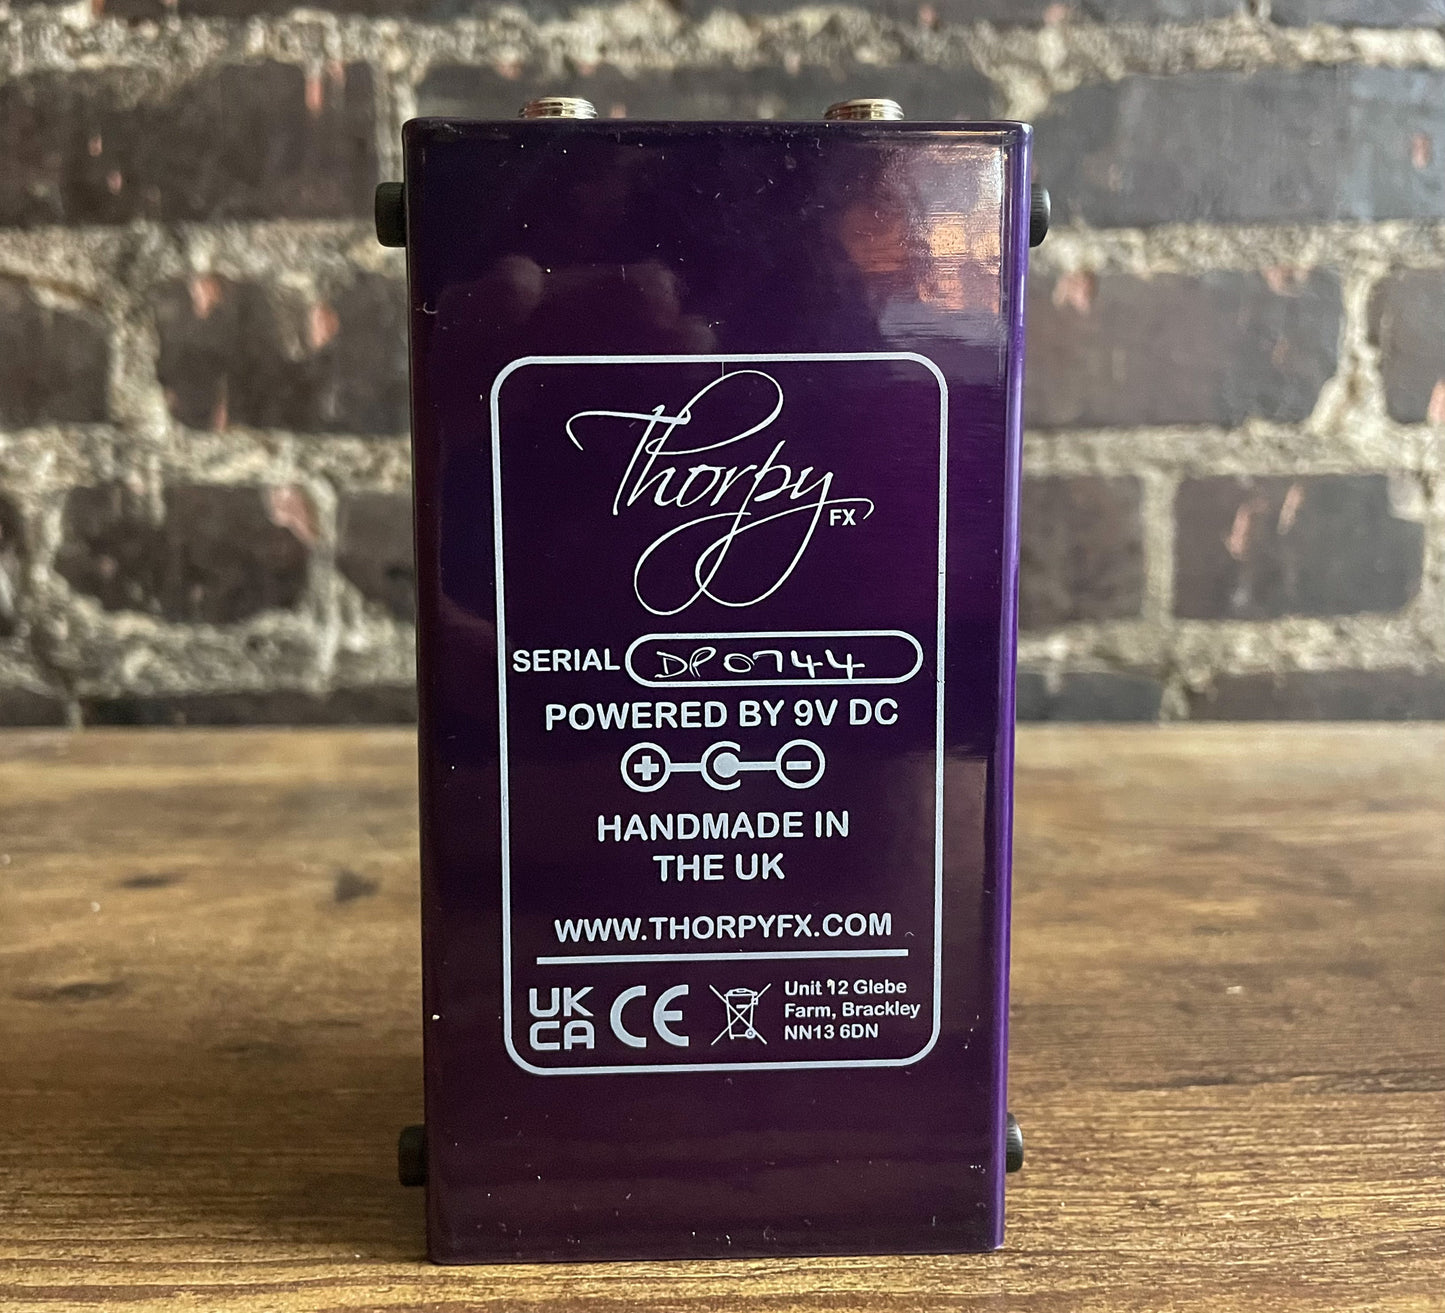 Thorpy FX
SERIAL DP0744
POWERED BY 9V DC
HANDMADE IN
THE UK
WWW.THORPYFX.COM
UK
CA
CE
Unit 12 Glebe
Farm, Brackley
NN13 6DN